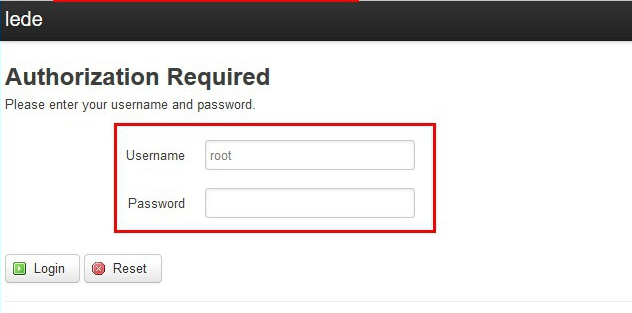 lede
Authorization Required
Please enter your username and password.
Username root
Password
Login Reset